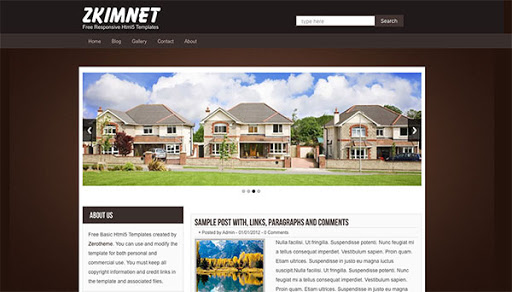 ZKIMNET
Free Responsive Html5 Templates
type here
Search
Home Blog Gallery Contact About
ABOUT US
Free Basic Html5 Templates created by
Zerotheme. You can use and modify the
template for both personal and
commercial use. You must keep all
copyright information and credit links in
the template and associated files.
SAMPLE POST WITH, LINKS, PARAGRAPHS AND COMMENTS
+ Posted by Admin - 01/01/2012 - 0 Comments
Nulla facilisi. Ut fringilla. Suspendisse potenti. Nunc feugiat mi
a tellus consequat imperdiet. Vestibulum sapien. Proin quam.
Etiam ultrices. Suspendisse in justo eu magna luctus
suscipit.Nulla facilisi. Ut fringilla. Suspendisse potenti. Nunc
feugiat mi a tellus consequat imperdiet. Vestibulum sapien.
Proin quam. Etiam ultrices. Suspendisse in justo eu magna